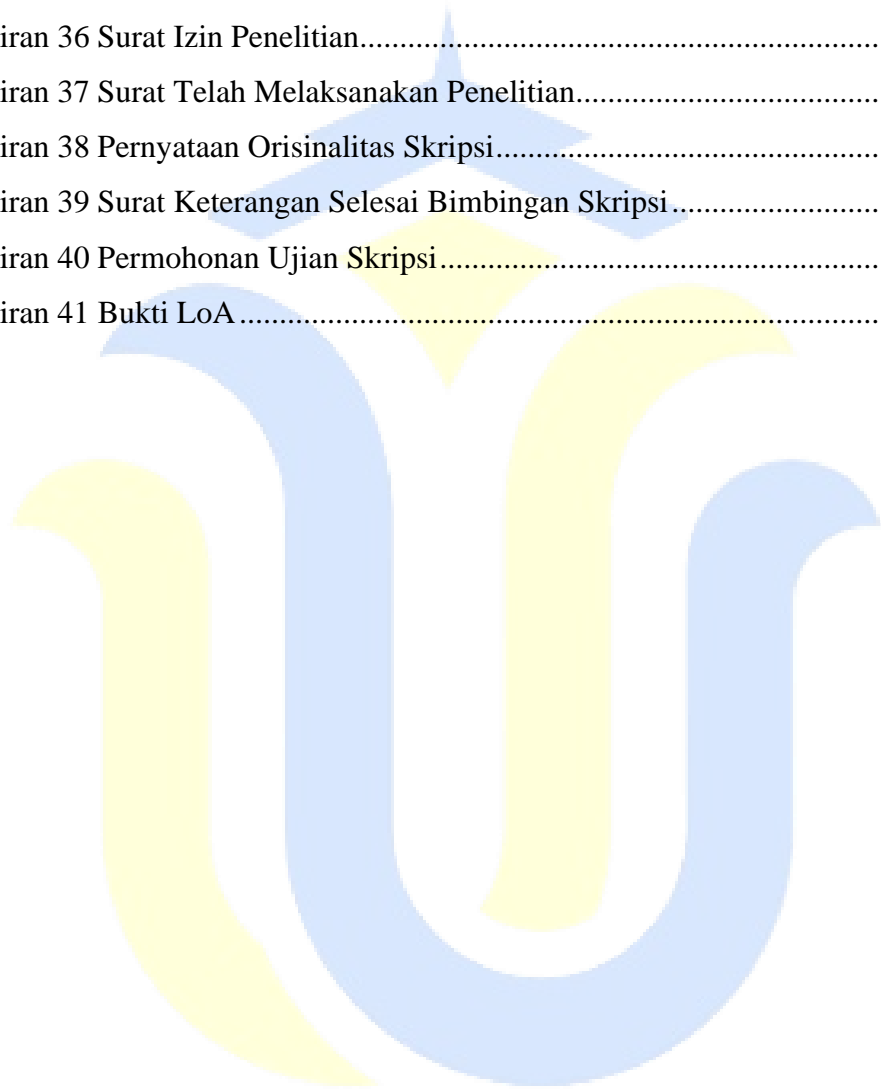 iran 36 Surat Izin Penelitian................................................................
iran 37 Surat Telah Melaksanakan Penelitian.....................................
iran 38 Pernyataan Orisinalitas Skripsi...............................................
iran 39 Surat Keterangan Selesai Bimbingan Skripsi..........................
iran 40 Permohonan Ujian Skripsi......................................................
iran 41 Bukti LoA...............................................................................